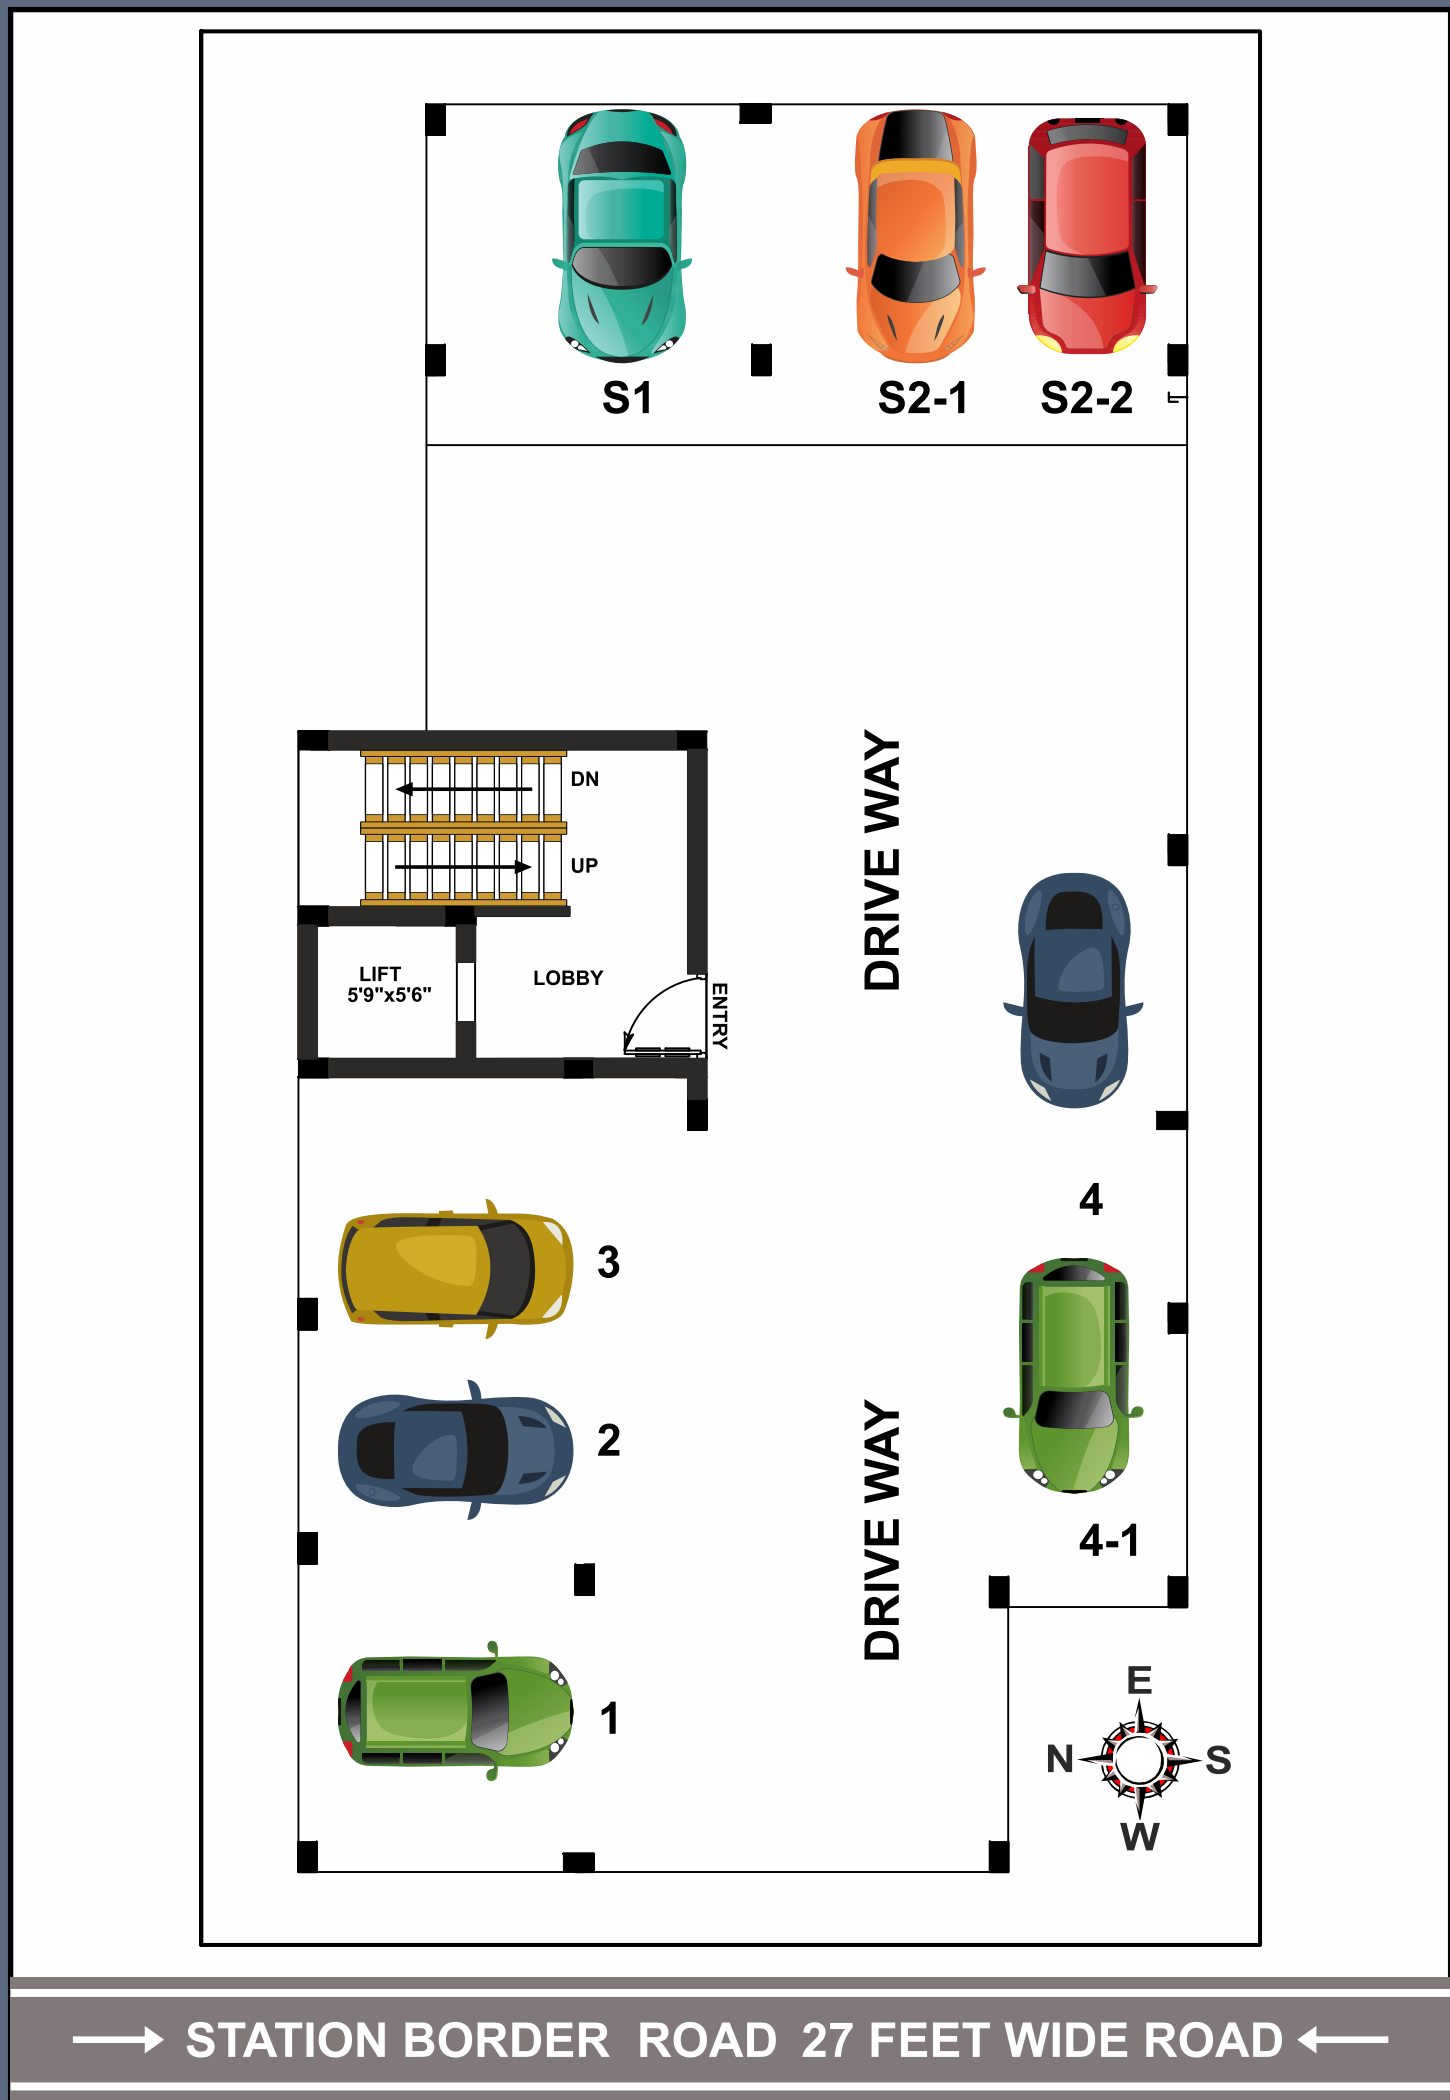 S1
S2-1
S2-2
DN
UP
DRIVE WAY
LIFT
5'9"x5'6"
LOBBY
ENTRY
4
3
2
DRIVE WAY
4-1
1
E
N
S
W
STATION BORDER ROAD 27 FEET WIDE ROAD